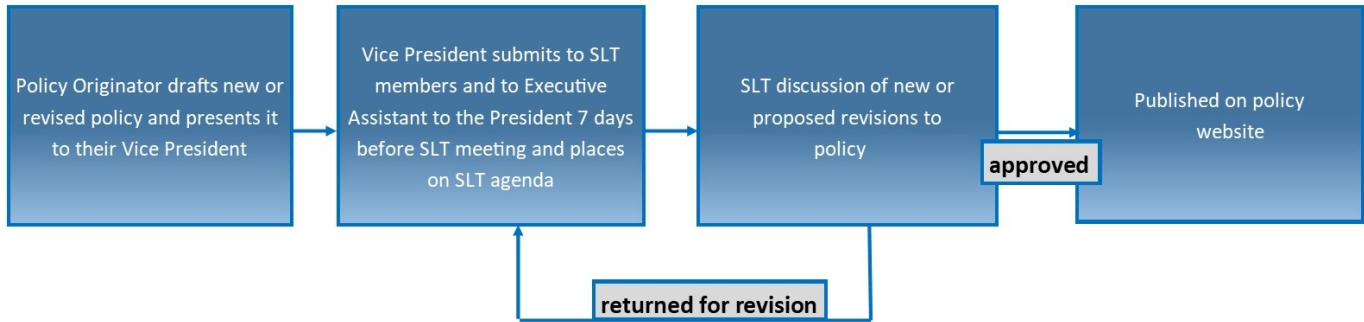 Policy Originator drafts new or
revised policy and presents it
to their Vice President
Vice President submits to SLT
members and to Executive
Assistant to the President 7 days
before SLT meeting and places
on SLT agenda
SLT discussion of new or
proposed revisions to
policy
approved
Published on policy
website
returned for revision